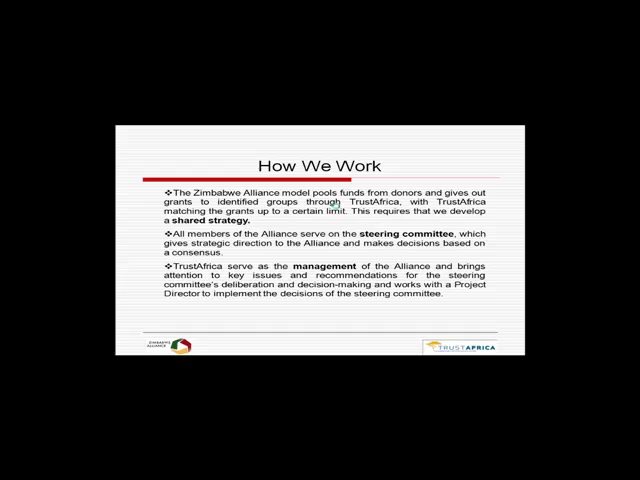 How We Work
❖The Zimbabwe Alliance model pools funds from donors and gives out
grants to identified groups through TrustAfrica, with TrustAfrica
matching the grants up to a certain limit. This requires that we develop
a shared strategy.
❖All members of the Alliance serve on the steering committee, which
gives strategic direction to the Alliance and makes decisions based on
a consensus.
❖TrustAfrica serve as the management of the Alliance and brings
attention to key issues and recommendations for the steering
committee's deliberation and decision-making and works with a Project
Director to implement the decisions of the steering committee.
ZIMBABWE
ALLIANCE
TRUSTAFRICA